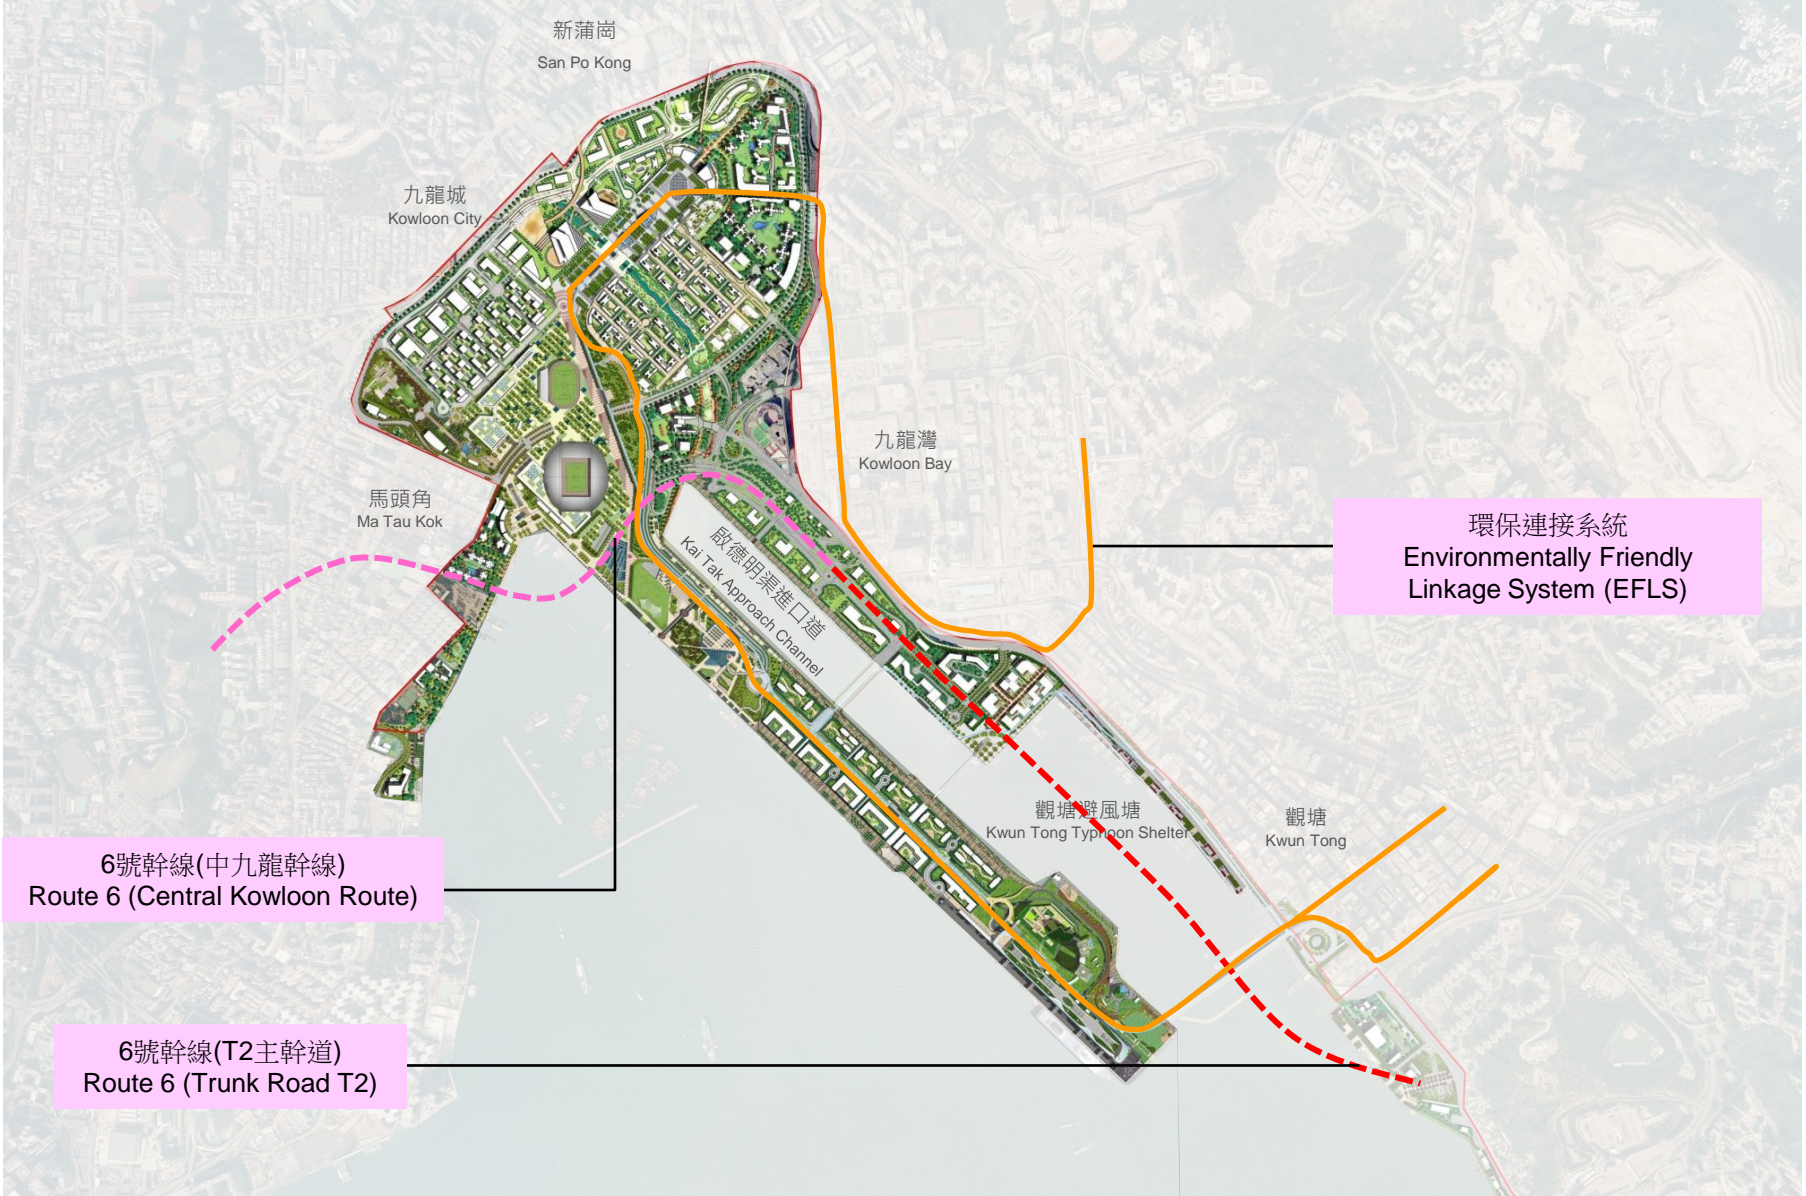 新蒲崗
San Po Kong
九龍城
Kowloon City
九龍灣
Kowloon Bay
馬頭角
Ma Tau Kok
環保連接系統
Environmentally Friendly
Linkage System (EFLS)
啟德明渠進口道
Kai Tak Approach Channel
觀塘避風塘
Kwun Tong Typhoon Shelter
觀塘
Kwun Tong
6號幹線(中九龍幹線)
Route 6 (Central Kowloon Route)
6號幹線(T2主幹道)
Route 6 (Trunk Road T2)